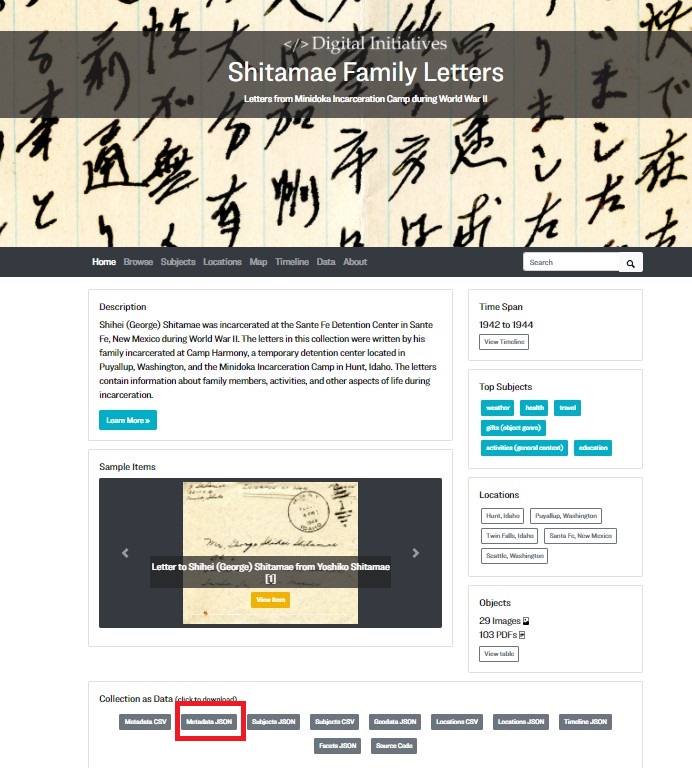 </> Digital Initiatives
Shitamae Family Letters
Letters from Minidoka Incarceration Camp during World War II
Home Browse Subjects Locations Map Timeline Data About Search
Description
Shihei (George) Shitamae was incarcerated at the Sante Fe Detention Center in Sante
Fe, New Mexico during World War II. The letters in this collection were written by his
family incarcerated at Camp Harmony, a temporary detention center located in
Puyallup, Washington, and the Minidoka Incarceration Camp in Hunt, Idaho. The letters
contain information about family members, activities, and other aspects of life during
incarceration.
Learn More »
Sample Items
Mr. George Shihei Shitamae
Letter to Shihei (George) Shitamae from Yoshiko Shitamae
[1]
View Item
Time Span
1942 to 1944
View Timeline
Top Subjects
weather health travel
gifts (object genre)
activities (general context) education
Locations
Hunt, Idaho Puyallup, Washington
Twin Falls, Idaho Santa Fe, New Mexico
Seattle, Washington
Objects
29 Images
103 PDFs
View table
Collection as Data (click to download)
Metadata CSV Metadata JSON Subjects JSON Subjects CSV Geodata JSON Locations CSV Locations JSON Timeline JSON
Facets JSON Source Code